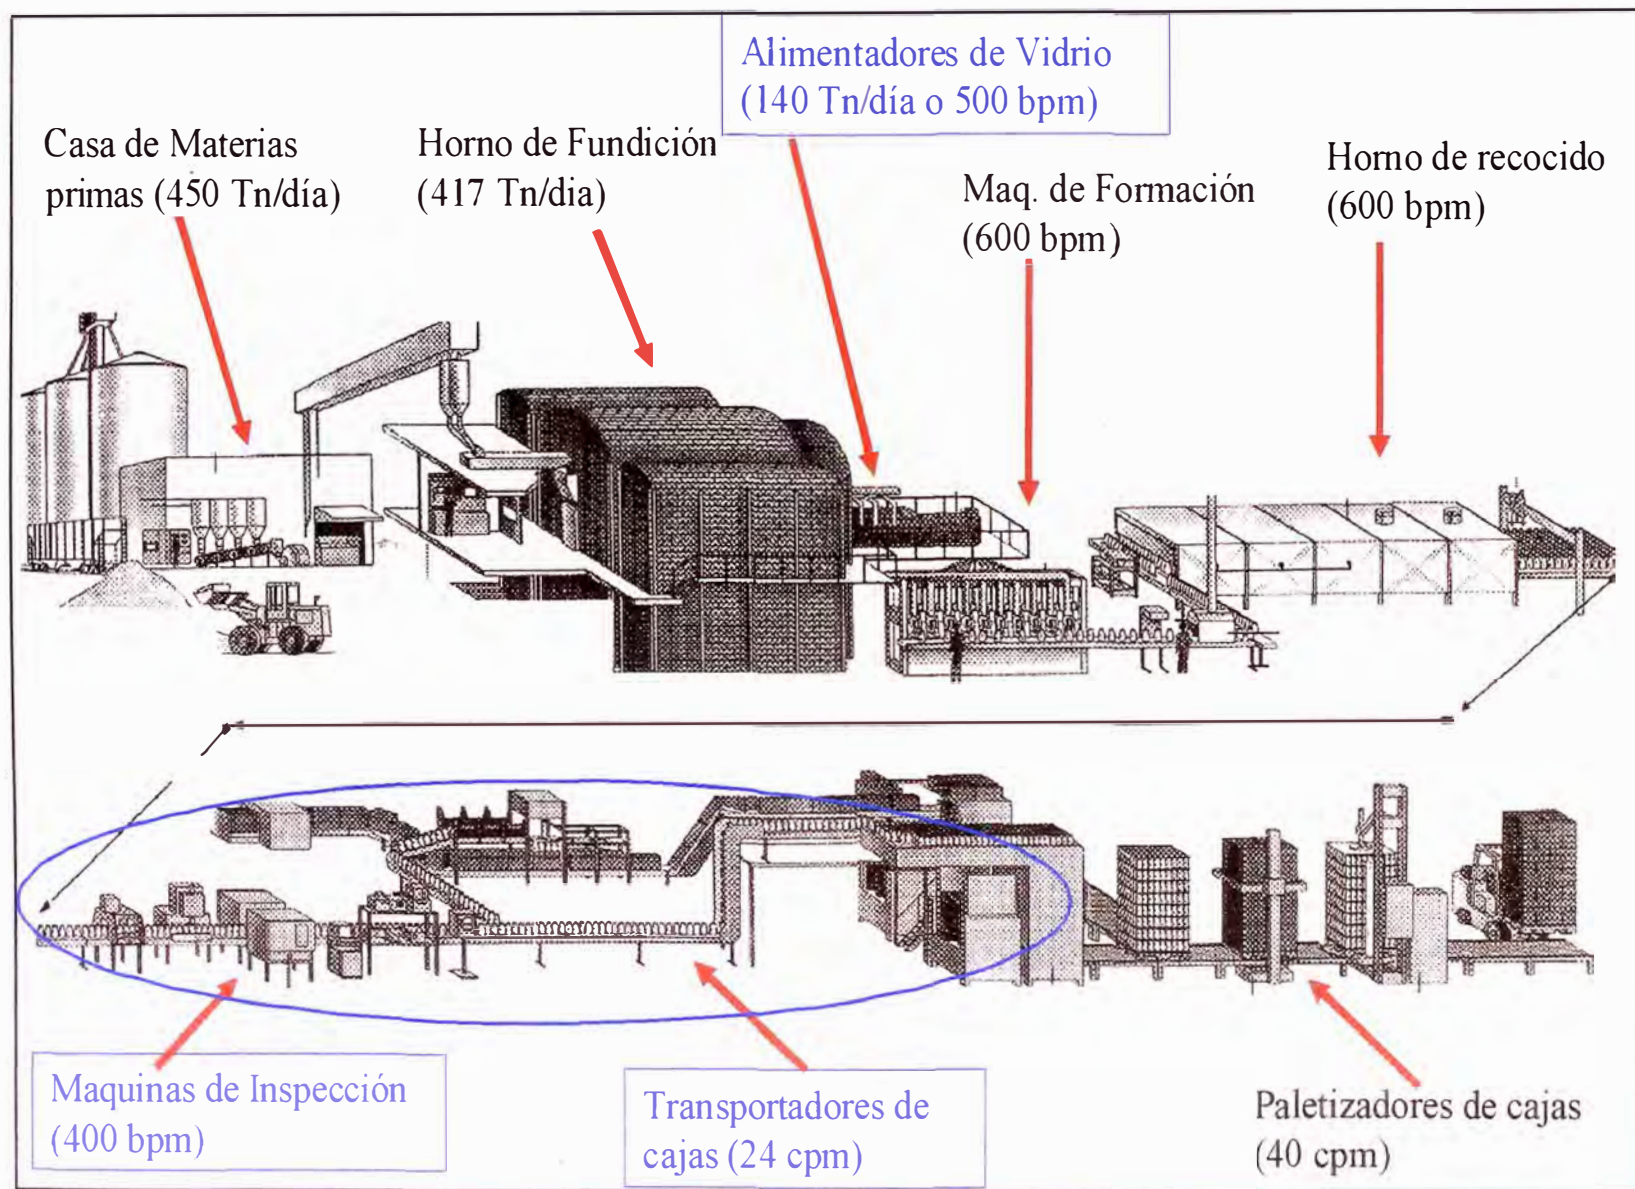 Alimentadores de Vidrio
(140 Tn/día o 500 bpm)
Casa de Materias
primas (450 Tn/día)
Horno de Fundición
(417 Tn/dia)
Maq. de Formación
(600 bpm)
Horno de recocido
(600 bpm)
Maquinas de Inspección
(400 bpm)
Transportadores de
cajas (24 cpm)
Paletizadores de cajas
(40 cpm)